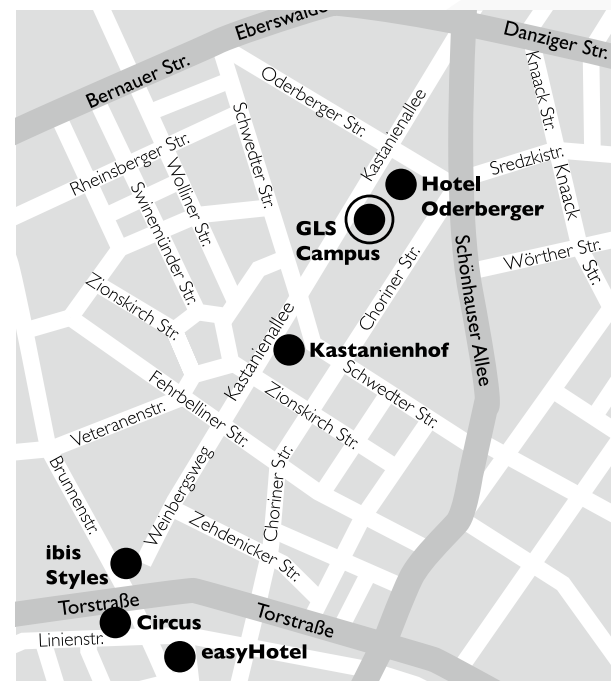 Eberswalde
Danziger Str.
Bernauer Str.
Oderberger Str.
Knaack Str.
Kastanienallee
Schwedter Str.
Rheinsberger Str.
Wolliner Str.
Sredzkistr.
Knaack Str.
Hotel
Oderberger
Swinemünder Str.
GLS
Campus
Choriner Str.
Schönhauser Allee
Wörther Str.
Zionskirch Str.
Kastanienallee
Kastanienhof
Schwedter Str.
Fehrbelliner Str.
Zionskirch Str.
Veteranenstr.
Brunnenstr.
Weinbergsweg
Choriner Str.
Zehdenicker Str.
ibis
Styles
Torstraße
Torstraße
Circus
Linienstr.
easyHotel